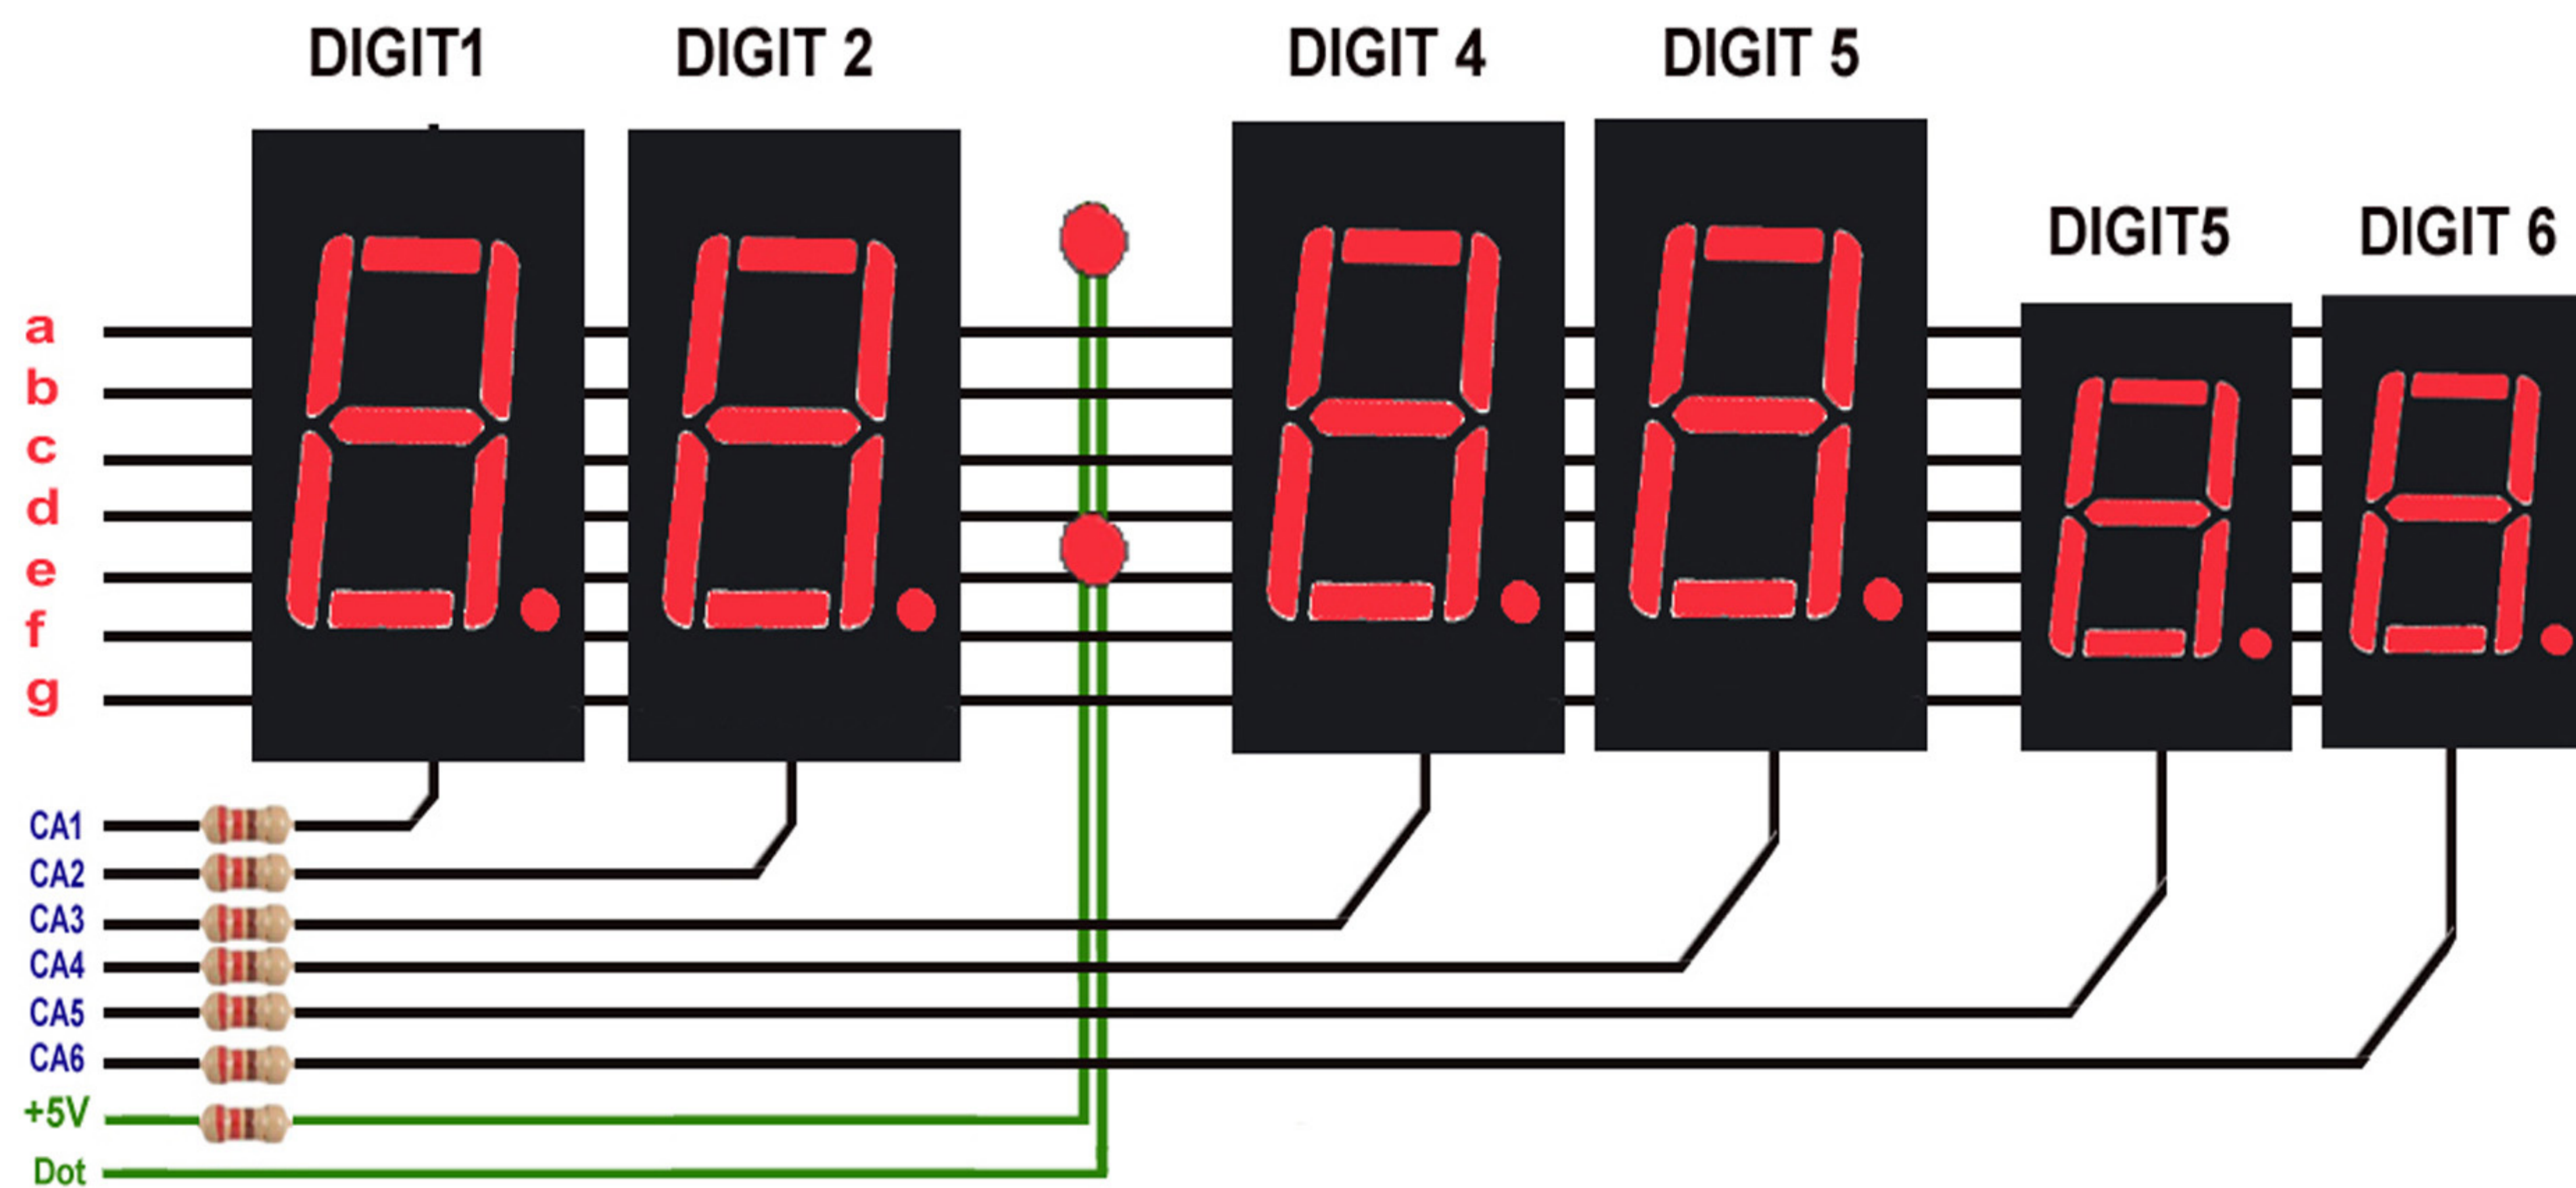 DIGIT1
DIGIT 2
DIGIT 4
DIGIT 5
DIGIT5
DIGIT 6
a
b
c
d
e
f
g
CA1
CA2
CA3
CA4
CA5
CA6
+5V
Dot